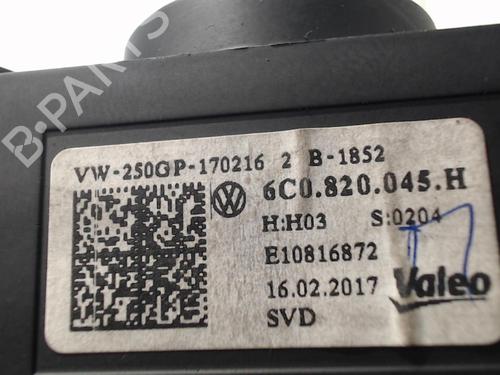 B-PARTS
VW-250GP-170216 2 B-1852
6C0.820.045.H
H:H03 S:0204
E10816872
16.02.2017 Valeo
SVD